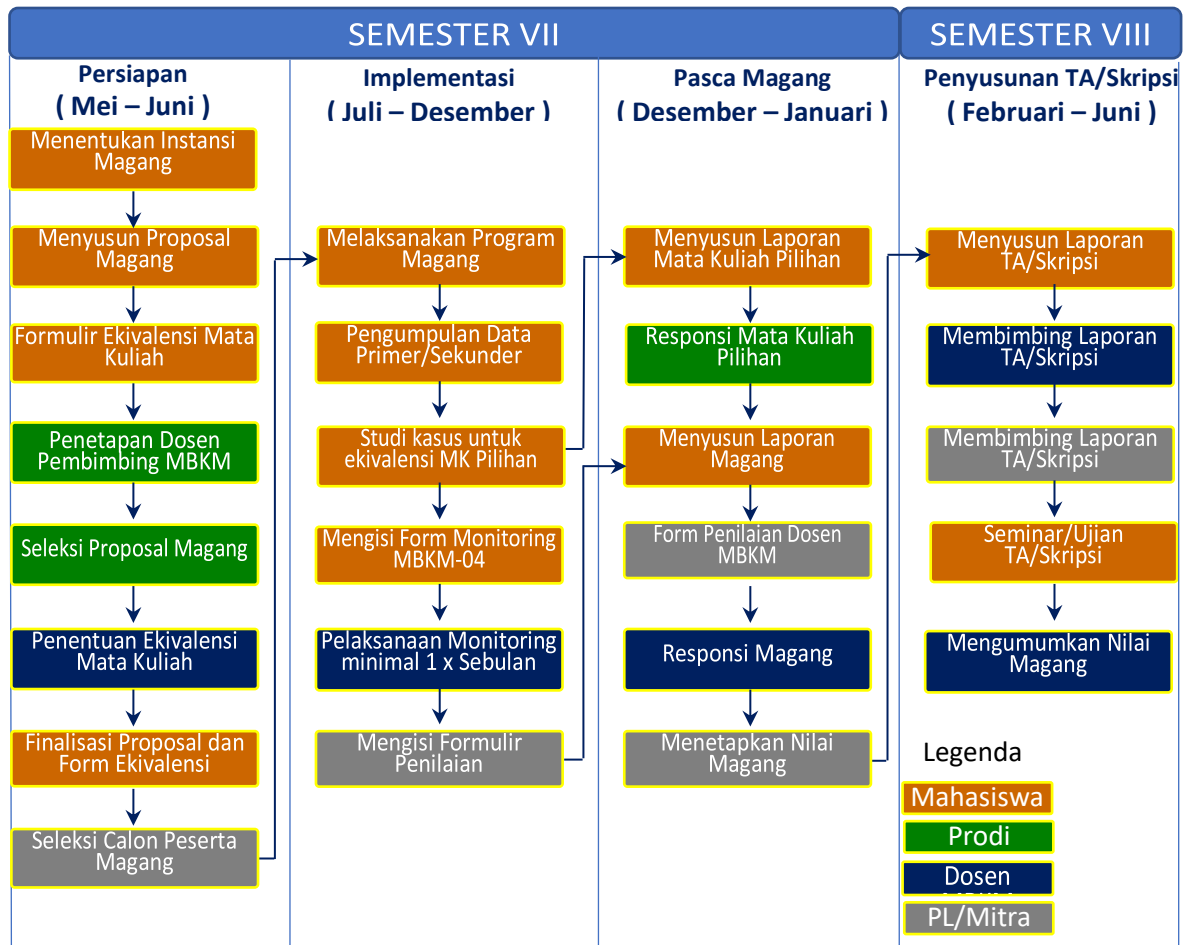 SEMESTER VII
SEMESTER VIII
Persiapan
( Mei – Juni )
Menentukan Instansi
Magang
Menyusun Proposal
Magang
Formulir Ekivalensi Mata
Kuliah
Penetapan Dosen
Pembimbing MBKM
Seleksi Proposal Magang
Penentuan Ekivalensi
Mata Kuliah
Finalisasi Proposal dan
Form Ekivalensi
Seleksi Calon Peserta
Magang
Implementasi
( Juli – Desember )
Melaksanakan Program
Magang
Pengumpulan Data
Primer/Sekunder
Studi kasus untuk
ekivalensi MK Pilihan
Mengisi Form Monitoring
MBKM-04
Pelaksanaan Monitoring
minimal 1 x Sebulan
Mengisi Formulir
Penilaian
Pasca Magang
( Desember – Januari )
Menyusun Laporan
Mata Kuliah Pilihan
Responsi Mata Kuliah
Pilihan
Menyusun Laporan
Magang
Form Penilaian Dosen
MBKM
Responsi Magang
Menetapkan Nilai
Magang
Penyusunan TA/Skripsi
( Februari – Juni )
Menyusun Laporan
TA/Skripsi
Membimbing Laporan
TA/Skripsi
Membimbing Laporan
TA/Skripsi
Seminar/Ujian
TA/Skripsi
Mengumumkan Nilai
Magang
Legenda
Mahasiswa
Prodi
Dosen
PL/Mitra